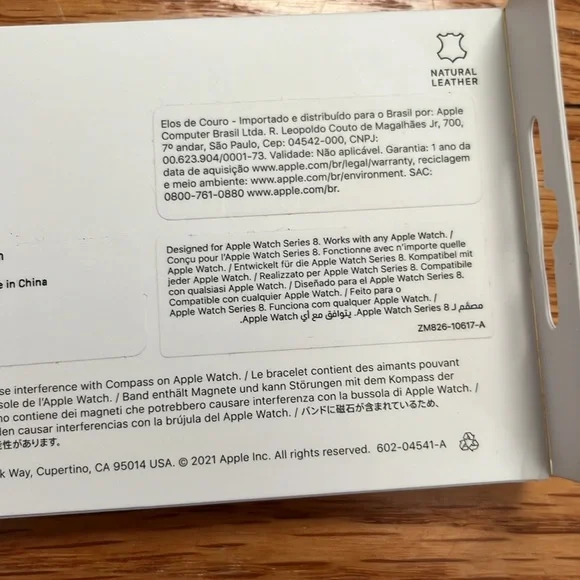 NATURAL
LEATHER
Elos de Couro - Importado e distribuído para o Brasil por: Apple
Computer Brasil Ltda. R. Leopoldo Couto de Magalhães Jr, 700,
7º andar, São Paulo, Cep: 04542-000, CNPJ:
00.623.904/0001-73. Validade: Não aplicável. Garantia: 1 ano da
data de aquisição www.apple.com/br/legal/warranty, reciclagem
e meio ambiente: www.apple.com/br/environment. SAC:
0800-761-0880 www.apple.com/br.
in China
Designed for Apple Watch Series 8. Works with any Apple Watch. /
Conçu pour l'Apple Watch Series 8. Fonctionne avec n'importe quelle
Apple Watch. / Entwickelt für die Apple Watch Series 8. Kompatibel mit
jeder Apple Watch. / Realizzato per Apple Watch Series 8. Compatibile
con qualsiasi Apple Watch. / Diseñado para el Apple Watch Series 8.
Compatible con cualquier Apple Watch. / Feito para o
Apple Watch Series 8. Funciona com qualquer Apple Watch. /
مصمّم لـ Apple Watch Series 8. يتوافق مع أي Apple Watch.
ZM826-10617-A
se interference with Compass on Apple Watch. / Le bracelet contient des aimants pouvant
sole de l'Apple Watch. / Band enthält Magnete und kann Störungen mit dem Kompass der
no contiene dei magneti che potrebbero causare interferenza con la bussola di Apple Watch. /
den causar interferencias con la brújula del Apple Watch. / バンドに磁石が含まれているため、
性があります。
Way, Cupertino, CA 95014 USA. © 2021 Apple Inc. All rights reserved. 602-04541-A